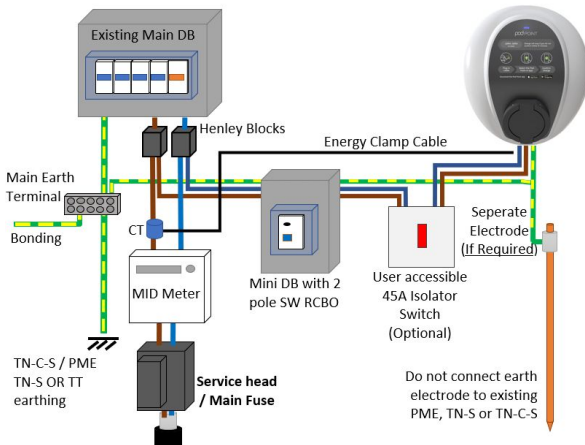 Existing Main DB
Henley Blocks
Energy Clamp Cable
Main Earth
Terminal
Bonding
CT
MID Meter
Mini DB with 2
pole SW RCBO
User accessible
45A Isolator
Switch
(Optional)
Seperate
Electrode
(If Required)
TN-C-S / PME
TN-S OR TT
earthing
Service head
/ Main Fuse
Do not connect earth
electrode to existing
PME, TN-S or TN-C-S